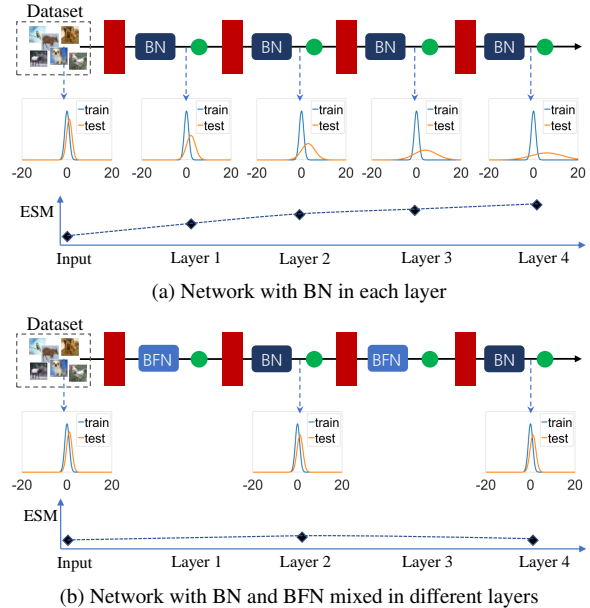 Dataset
BN
BN
BN
BN
train
test
train
test
train
test
train
test
train
test
-20 0 20
-20 0 20
-20 0 20
-20 0 20
-20 0 20
ESM
Input Layer 1 Layer 2 Layer 3 Layer 4
(a) Network with BN in each layer
Dataset
BFN
BN
BFN
BN
train
test
train
test
train
test
-20 0 20
-20 0 20
-20 0 20
ESM
Input Layer 1 Layer 2 Layer 3 Layer 4
(b) Network with BN and BFN mixed in different layers